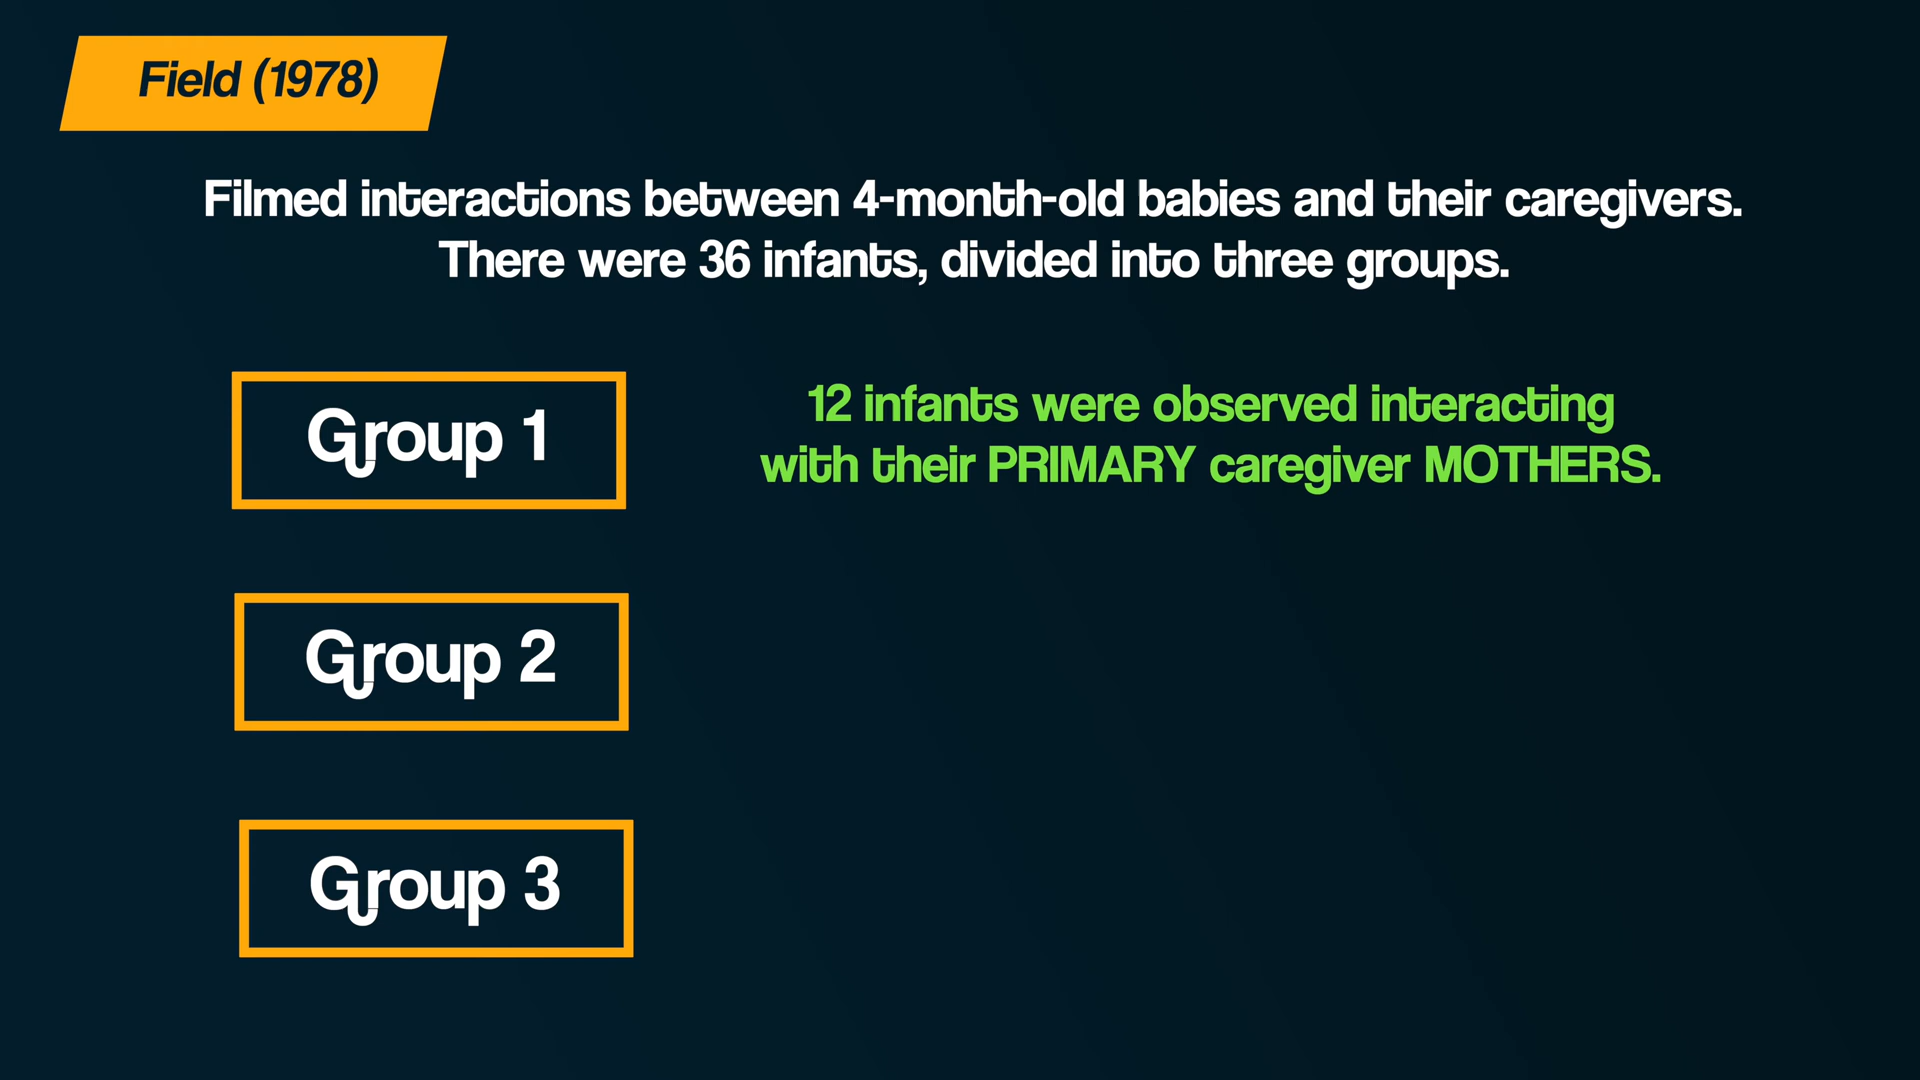 Field (1978)
Filmed interactions between 4-month-old babies and their caregivers.
There were 36 infants, divided into three groups.
Group 1
12 infants were observed interacting
with their PRIMARY caregiver MOTHERS.
Group 2
Group 3